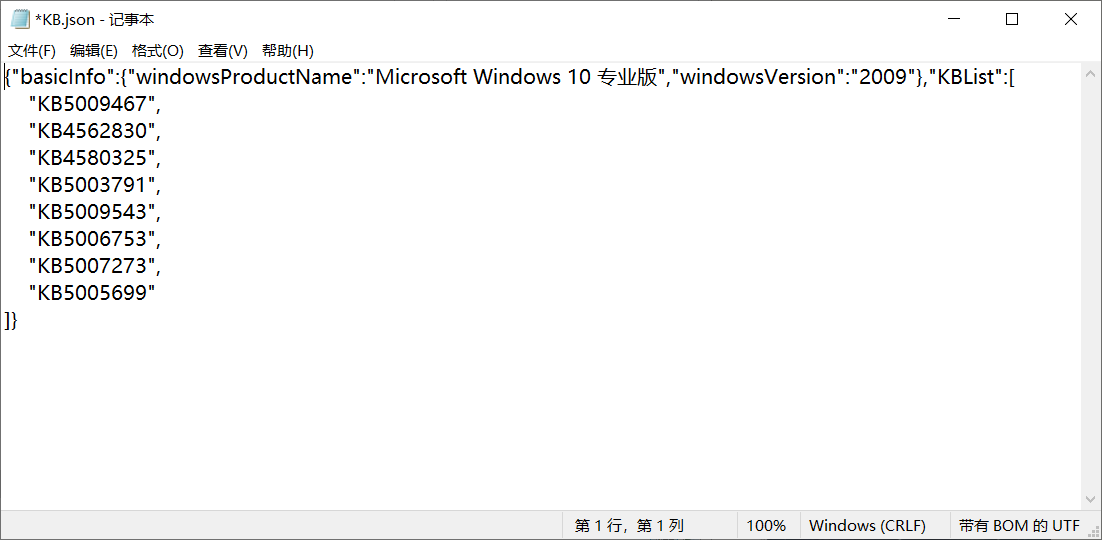 *KB.json - 记事本
文件(F) 编辑(E) 格式(O) 查看(V) 帮助(H)
{"basicInfo":{"windowsProductName":"Microsoft Windows 10 专业版","windowsVersion":"2009"},"KBList":[
"KB5009467",
"KB4562830",
"KB4580325",
"KB5003791",
"KB5009543",
"KB5006753",
"KB5007273",
"KB5005699"
]}
第 1 行，第 1 列 100% Windows (CRLF) 带有 BOM 的 UTF